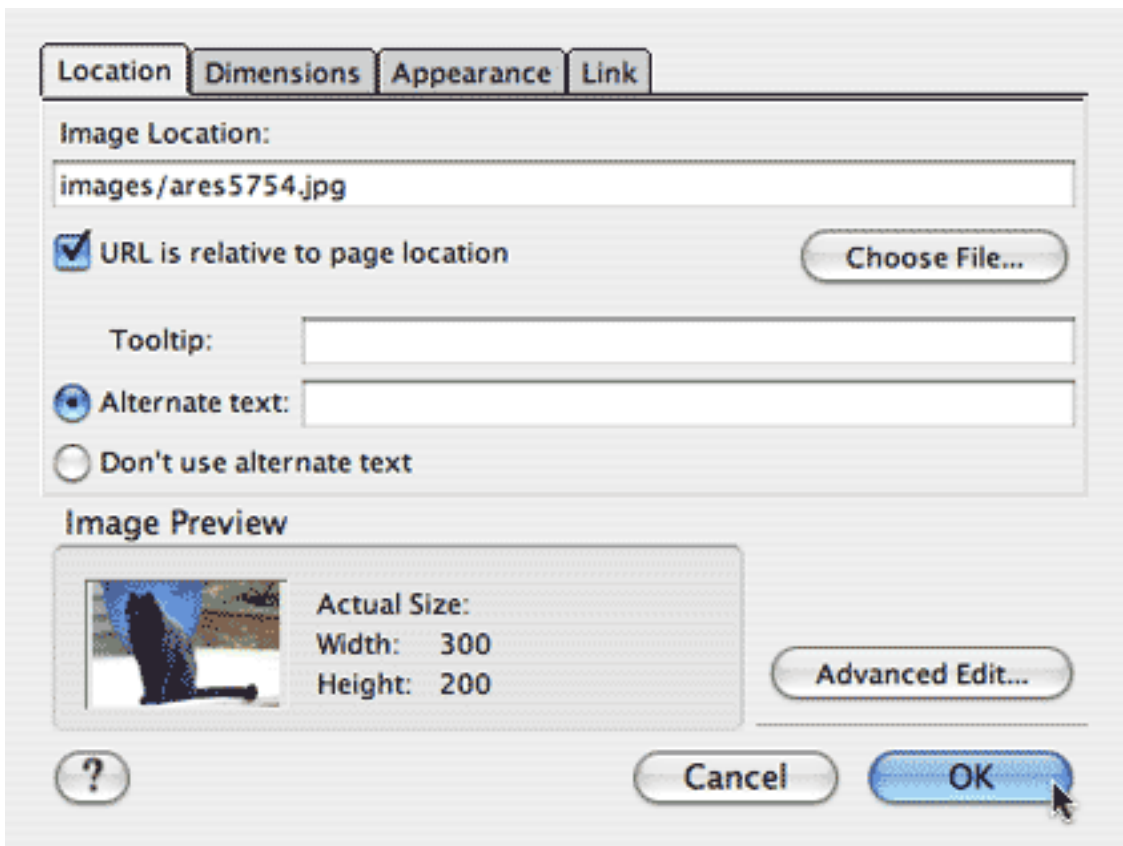 Location Dimensions Appearance Link
Image Location:
images/ares5754.jpg
URL is relative to page location Choose File...
Tooltip:
Alternate text:
Don't use alternate text
Image Preview
Actual Size:
Width: 300
Height: 200
Advanced Edit...
? Cancel OK